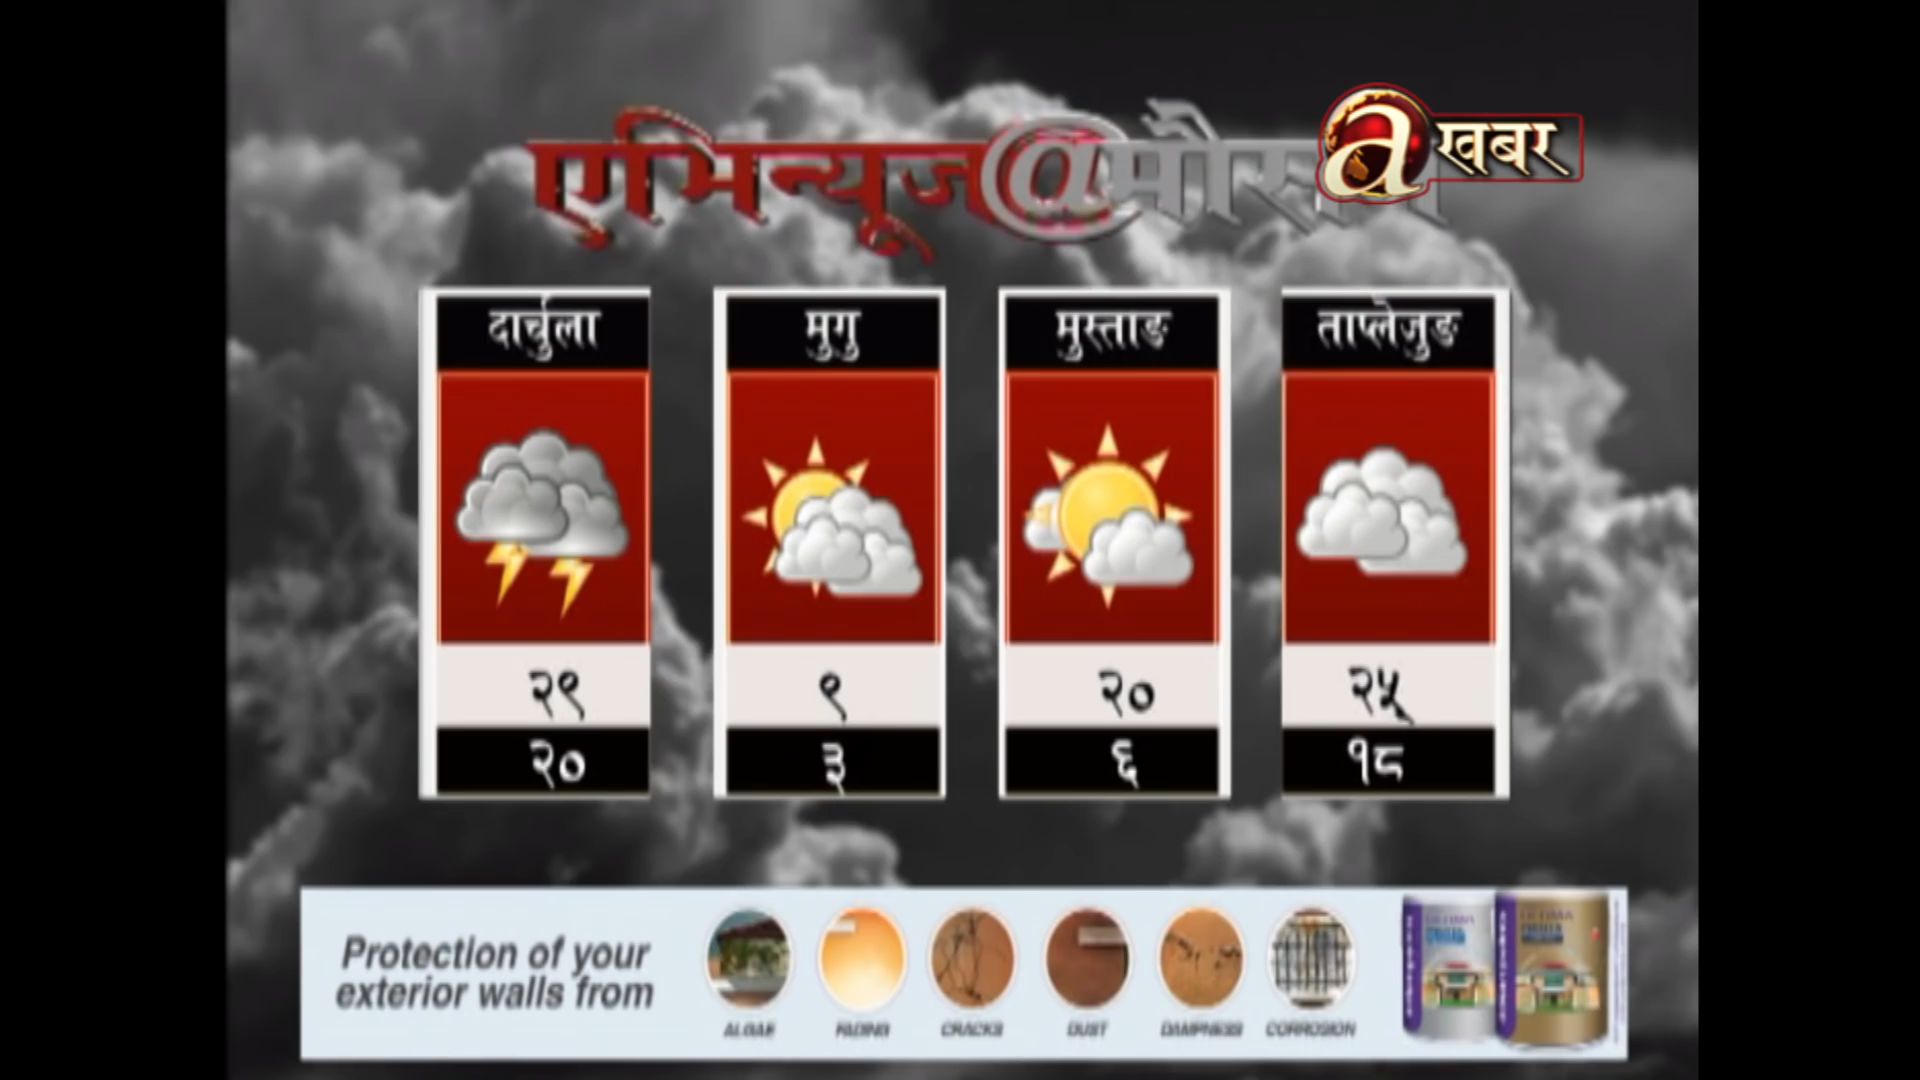 एभिन्यूज@मौसम
a खबर
दार्चुला
२९
२०
मुगु
९
३
मुस्ताङ
२०
६
ताप्लेजुङ
२५
१८
Protection of your
exterior walls from
ALGAE
FADING
CRACKS
DUST
DAMPNESS
CORROSION